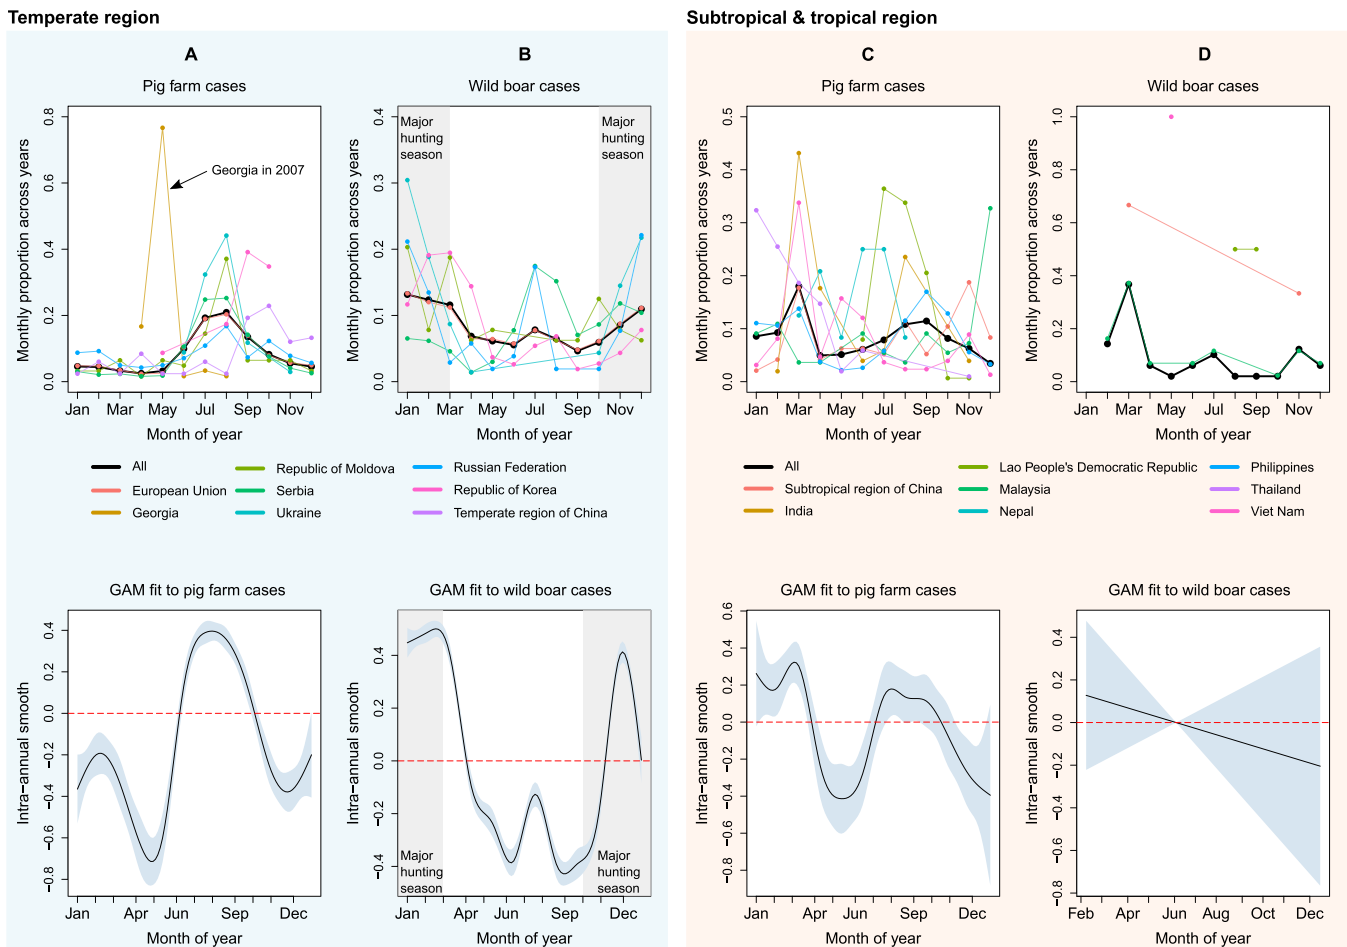 Temperate region
Subtropical & tropical region
A
B
C
D
Pig farm cases
Wild boar cases
Pig farm cases
Wild boar cases
Monthly proportion across years
0.0
0.2
0.4
0.6
0.8
Georgia in 2007
Jan
Mar
May
Jul
Sep
Nov
Month of year
Monthly proportion across years
0.0
0.1
0.2
0.3
0.4
Major
hunting
season
Major
hunting
season
Jan
Mar
May
Jul
Sep
Nov
Month of year
Monthly proportion across years
0.0
0.1
0.2
0.3
0.4
0.5
Jan
Mar
May
Jul
Sep
Nov
Month of year
Monthly proportion across years
0.0
0.2
0.4
0.6
0.8
1.0
Jan
Mar
May
Jul
Sep
Nov
Month of year
All
European Union
Georgia
Republic of Moldova
Serbia
Ukraine
Russian Federation
Republic of Korea
Temperate region of China
All
Subtropical region of China
India
Lao People's Democratic Republic
Malaysia
Nepal
Philippines
Thailand
Viet Nam
GAM fit to pig farm cases
Intra−annual smooth
−0.8
−0.6
−0.4
−0.2
0.0
0.2
0.4
Jan
Apr
Jun
Sep
Dec
Month of year
GAM fit to wild boar cases
Intra−annual smooth
−0.4
−0.2
0.0
0.2
0.4
Major
hunting
season
Major
hunting
season
Jan
Apr
Jun
Sep
Dec
Month of year
GAM fit to pig farm cases
Intra−annual smooth
−0.8
−0.6
−0.4
−0.2
0.0
0.2
0.4
0.6
Jan
Apr
Jun
Sep
Dec
Month of year
GAM fit to wild boar cases
Intra−annual smooth
−0.8
−0.6
−0.4
−0.2
0.0
0.2
0.4
Feb
Apr
Jun
Aug
Oct
Dec
Month of year